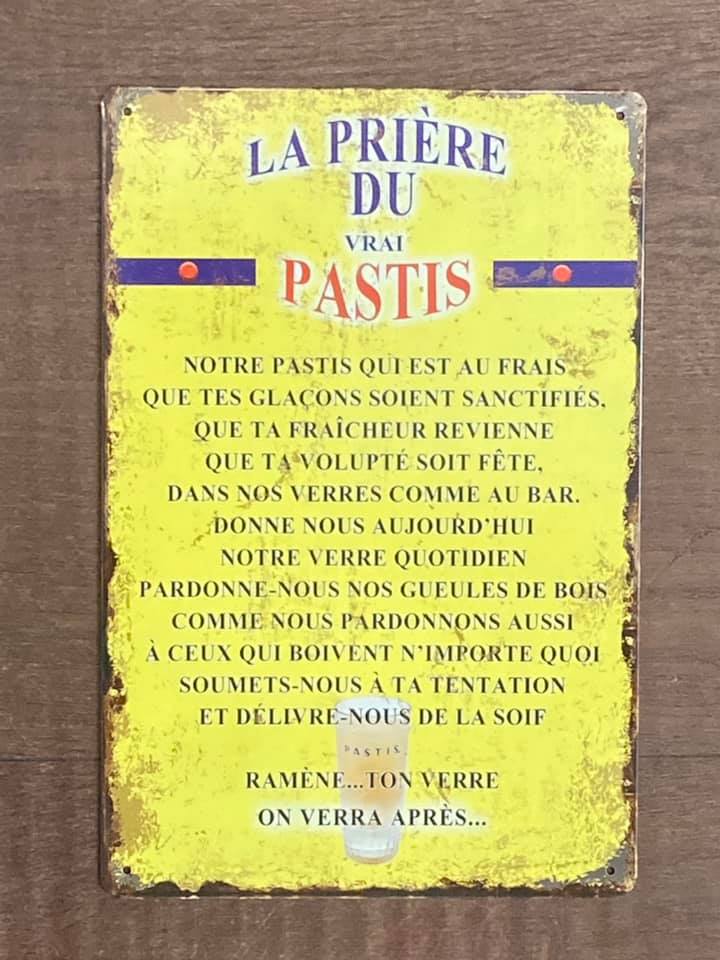 LA PRIÈRE
DU
VRAI
PASTIS
NOTRE PASTIS QUI EST AU FRAIS
QUE TES GLAÇONS SOIENT SANCTIFIÉS,
QUE TA FRAÎCHEUR REVIENNE
QUE TA VOLUPTÉ SOIT FÊTE,
DANS NOS VERRES COMME AU BAR.
DONNE NOUS AUJOURD'HUI
NOTRE VERRE QUOTIDIEN
PARDONNE-NOUS NOS GUEULES DE BOIS
COMME NOUS PARDONNONS AUSSI
À CEUX QUI BOIVENT N'IMPORTE QUOI
SOUMETS-NOUS À TA TENTATION
ET DÉLIVRE-NOUS DE LA SOIF
PASTIS
RAMÈNE...TON VERRE
ON VERRA APRÈS...